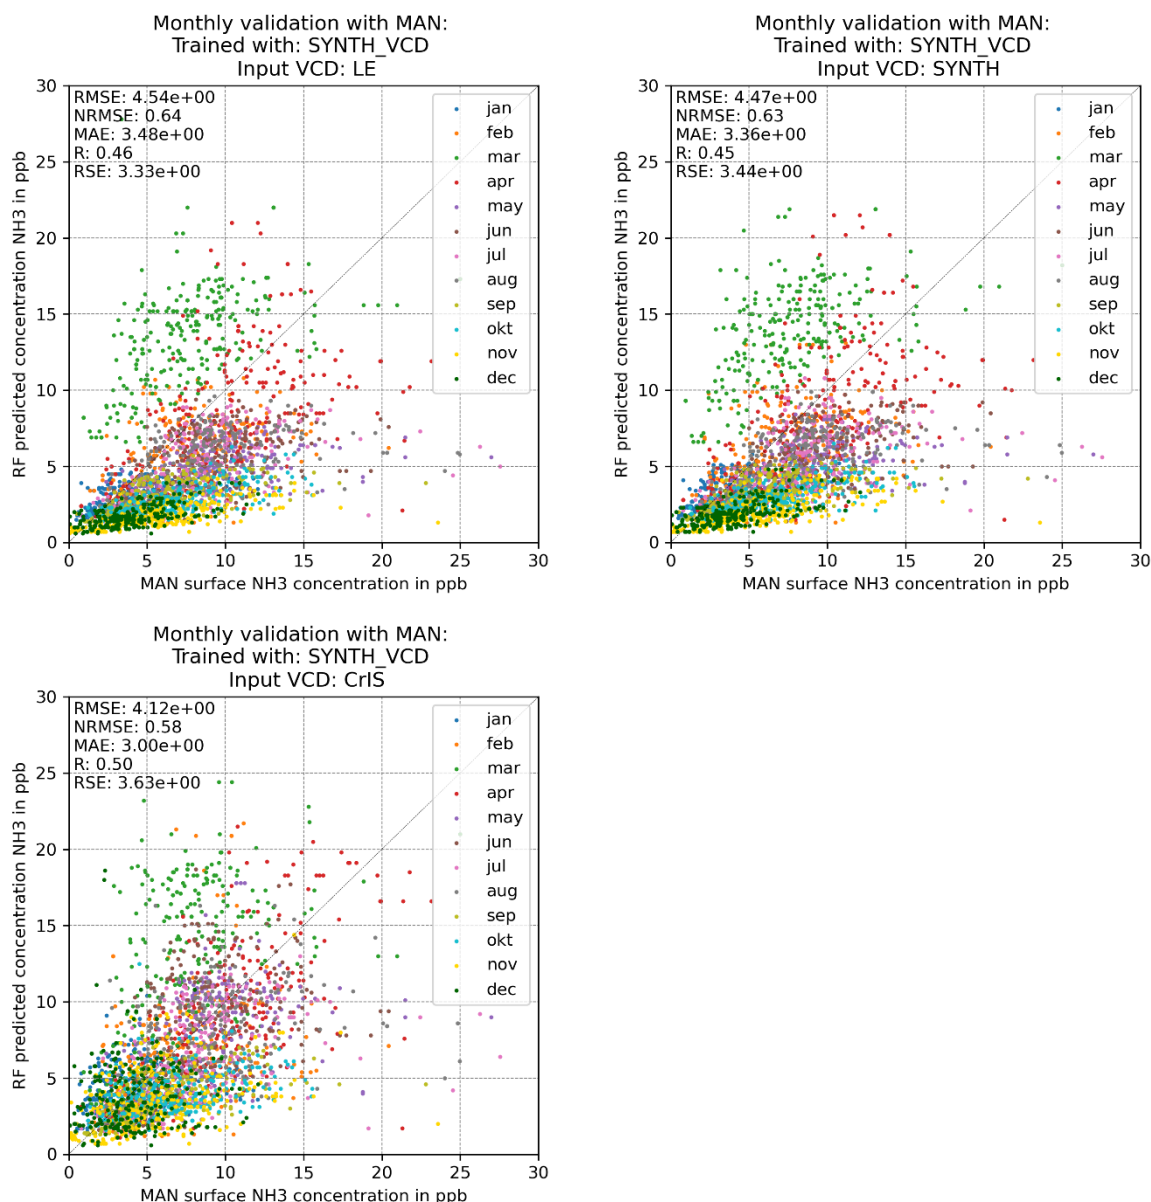 Monthly validation with MAN:
Trained with: SYNTH_VCD
Input VCD: LE
RMSE: 4.54e+00
NRMSE: 0.64
MAE: 3.48e+00
R: 0.46
RSE: 3.33e+00
jan
feb
mar
apr
may
jun
jul
aug
sep
okt
nov
dec
30
25
20
15
10
5
0
RF predicted concentration NH3 in ppb
0 5 10 15 20 25 30
MAN surface NH3 concentration in ppb
Monthly validation with MAN:
Trained with: SYNTH_VCD
Input VCD: SYNTH
RMSE: 4.47e+00
NRMSE: 0.63
MAE: 3.36e+00
R: 0.45
RSE: 3.44e+00
jan
feb
mar
apr
may
jun
jul
aug
sep
okt
nov
dec
30
25
20
15
10
5
0
RF predicted concentration NH3 in ppb
0 5 10 15 20 25 30
MAN surface NH3 concentration in ppb
Monthly validation with MAN:
Trained with: SYNTH_VCD
Input VCD: CrIS
RMSE: 4.12e+00
NRMSE: 0.58
MAE: 3.00e+00
R: 0.50
RSE: 3.63e+00
jan
feb
mar
apr
may
jun
jul
aug
sep
okt
nov
dec
30
25
20
15
10
5
0
RF predicted concentration NH3 in ppb
0 5 10 15 20 25 30
MAN surface NH3 concentration in ppb